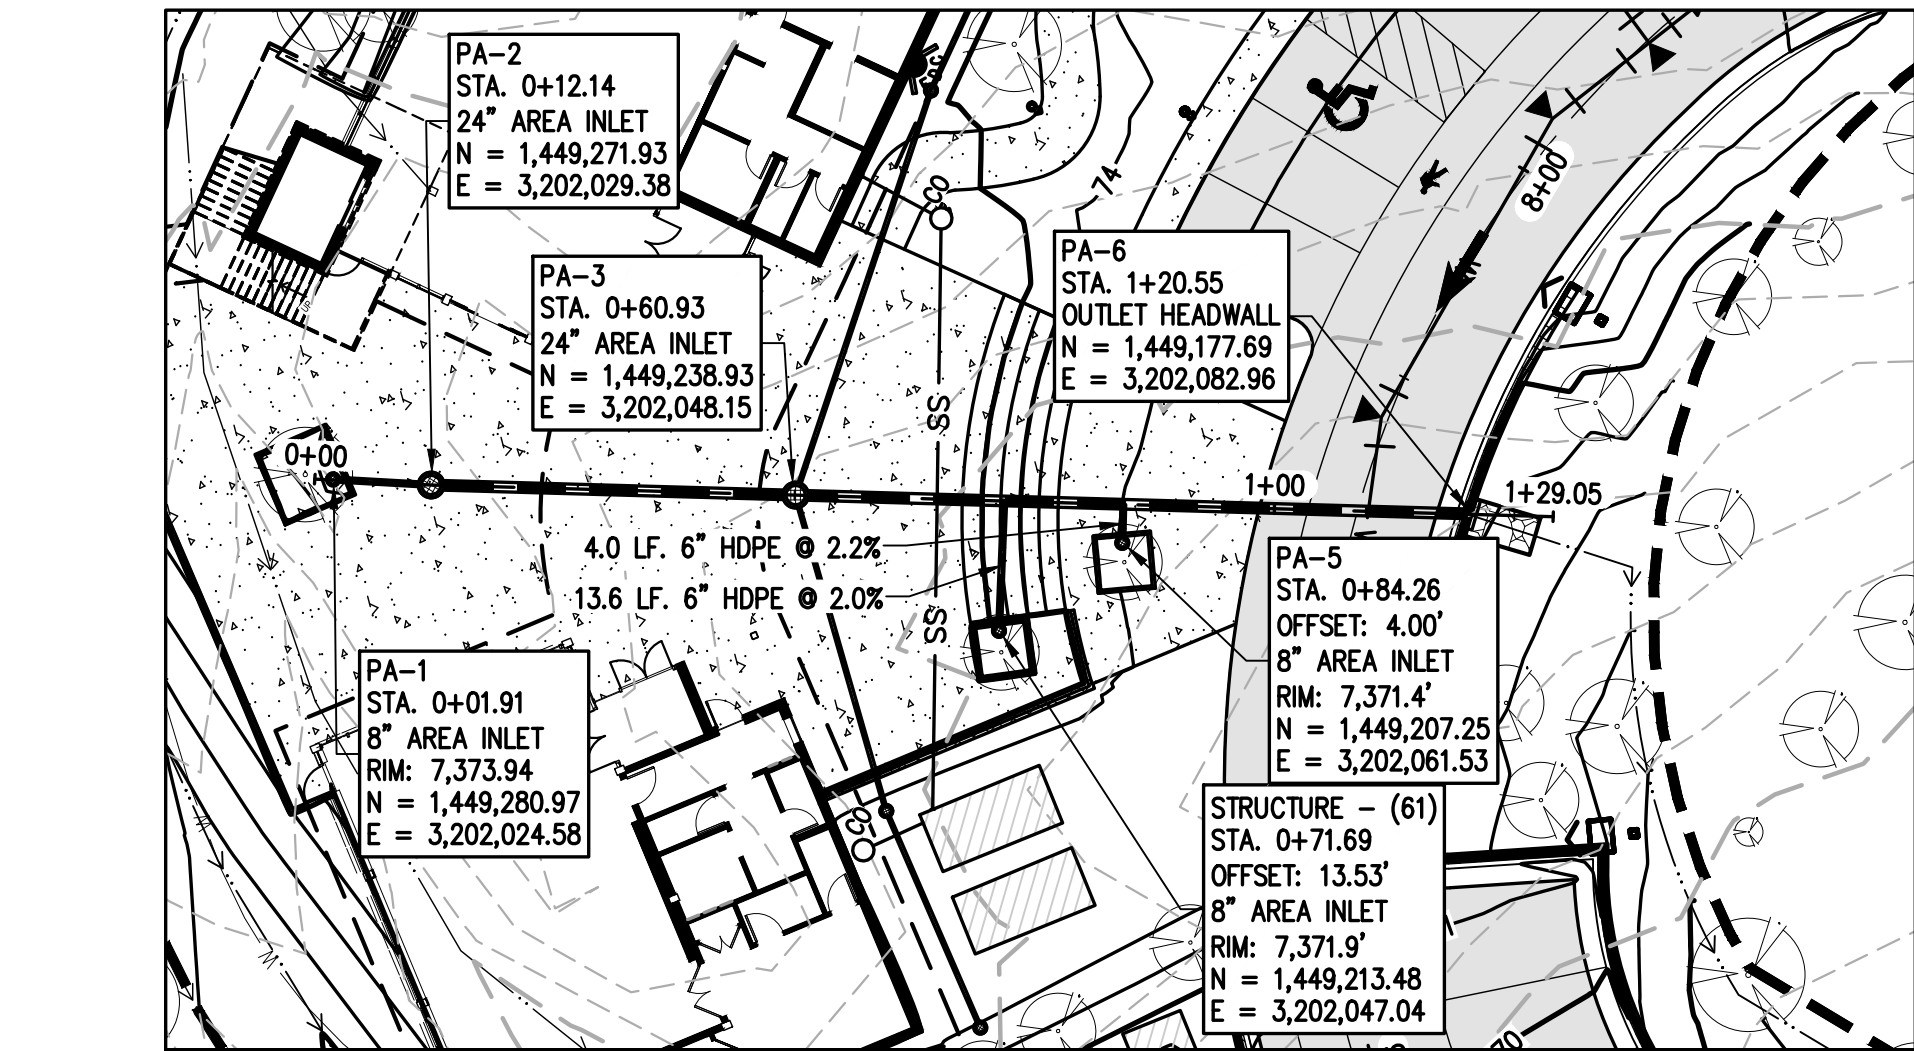 PA-2
STA. 0+12.14
24" AREA INLET
N = 1,449,271.93
E = 3,202,029.38
CO
74
8+00
PA-3
STA. 0+60.93
24" AREA INLET
N = 1,449,238.93
E = 3,202,048.15
PA-6
STA. 1+20.55
OUTLET HEADWALL
N = 1,449,177.69
E = 3,202,082.96
UP
SS
0+00
1+00
1+29.05
4.0 LF. 6" HDPE @ 2.2%
13.6 LF. 6" HDPE @ 2.0%
SS
PA-5
STA. 0+84.26
OFFSET: 4.00'
8" AREA INLET
RIM: 7,371.4'
N = 1,449,207.25
E = 3,202,061.53
PA-1
STA. 0+01.91
8" AREA INLET
RIM: 7,373.94
N = 1,449,280.97
E = 3,202,024.58
CO
STRUCTURE - (61)
STA. 0+71.69
OFFSET: 13.53'
8" AREA INLET
RIM: 7,371.9'
N = 1,449,213.48
E = 3,202,047.04
70